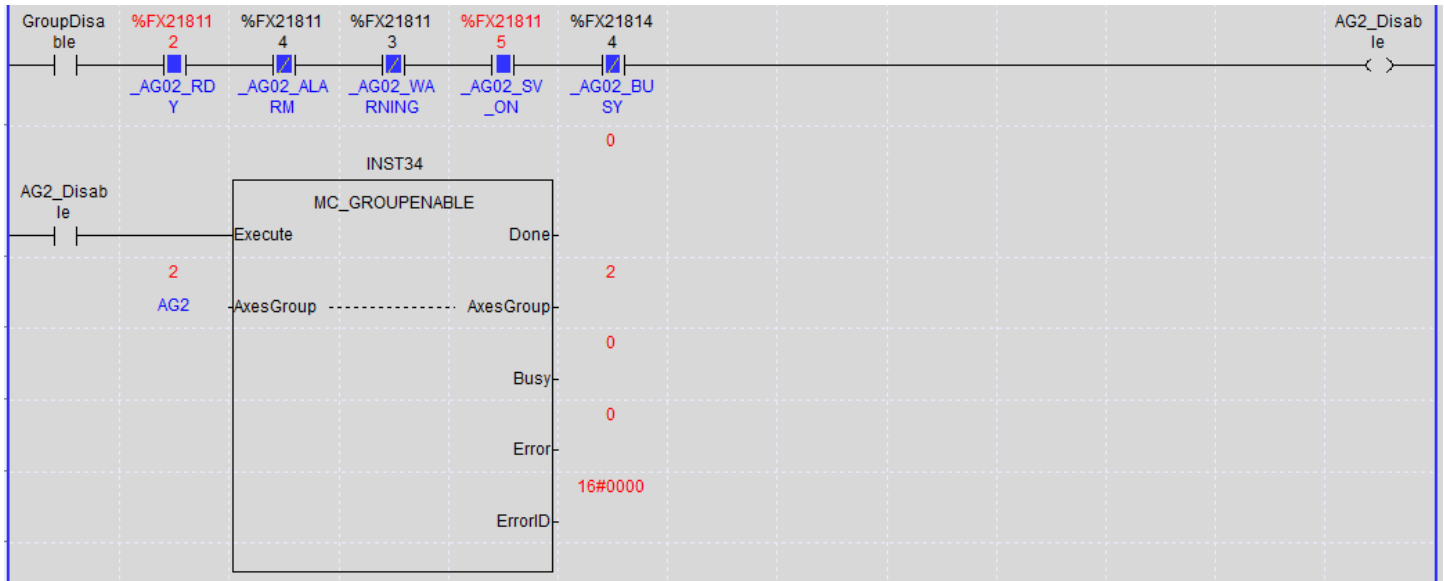 GroupDisa %FX21811 %FX21811 %FX21811 %FX21811 %FX21814 AG2_Disab
ble 2 4 3 5 4 le
_AG02_RD _AG02_ALA _AG02_WA _AG02_SV _AG02_BU
Y RM RNING _ON SY
0
INST34
AG2_Disab
le
MC_GROUPENABLE
Execute Done
2 2
AG2 AxesGroup AxesGroup
0
Busy
0
Error
16#0000
ErrorID